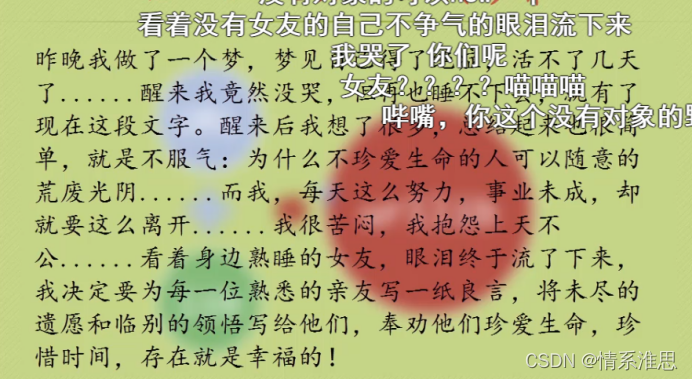 看着没有女友的自己不争气的眼泪流下来
昨晚我做了一个梦，梦见 活不了几天
我哭了 你们呢
了......醒来我竟然没哭，但
女友？？？？喵喵喵
哔嘴，你这个没有对象的
现在这段文字。醒来后我想了很多，总结起来也很简
单，就是不服气：为什么不珍爱生命的人可以随意的
荒废光阴......而我，每天这么努力，事业未成，却
就要这么离开......我很苦闷，我抱怨上天不
公......看着身边熟睡的女友，眼泪终于流了下来，
我决定要为每一位熟悉的亲友写一纸良言，将未尽的
遗愿和临别的领悟写给他们，奉劝他们珍爱生命，珍
惜时间，存在就是幸福的！
CSDN @情系淮思